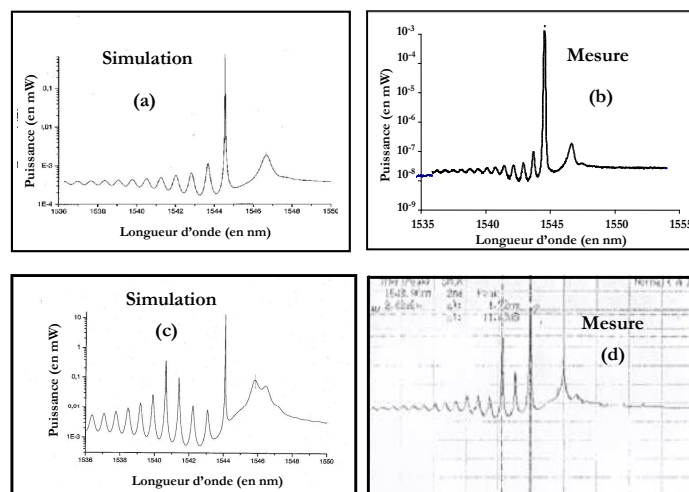 Simulation
(a)
Puissance (en mW)
0,1
,01
1E-3
1E-4
1536 1538 1540 1542 1544 1546 1548
Longueur d'onde (en nm)
Mesure
(b)
Puissance (en mW)
10-3
10-4
10-5
10-6
10-7
10-8
10-9
1535 1540 1545 1550 1555
Longueur d'onde (en nm)
Simulation
(c)
Puissance (en mW)
10
1
0,1
0,01
1E-3
1536 1538 1540 1542 1544 1546 1548 1550
Longueur d'onde (en nm)
Mesure
(d)